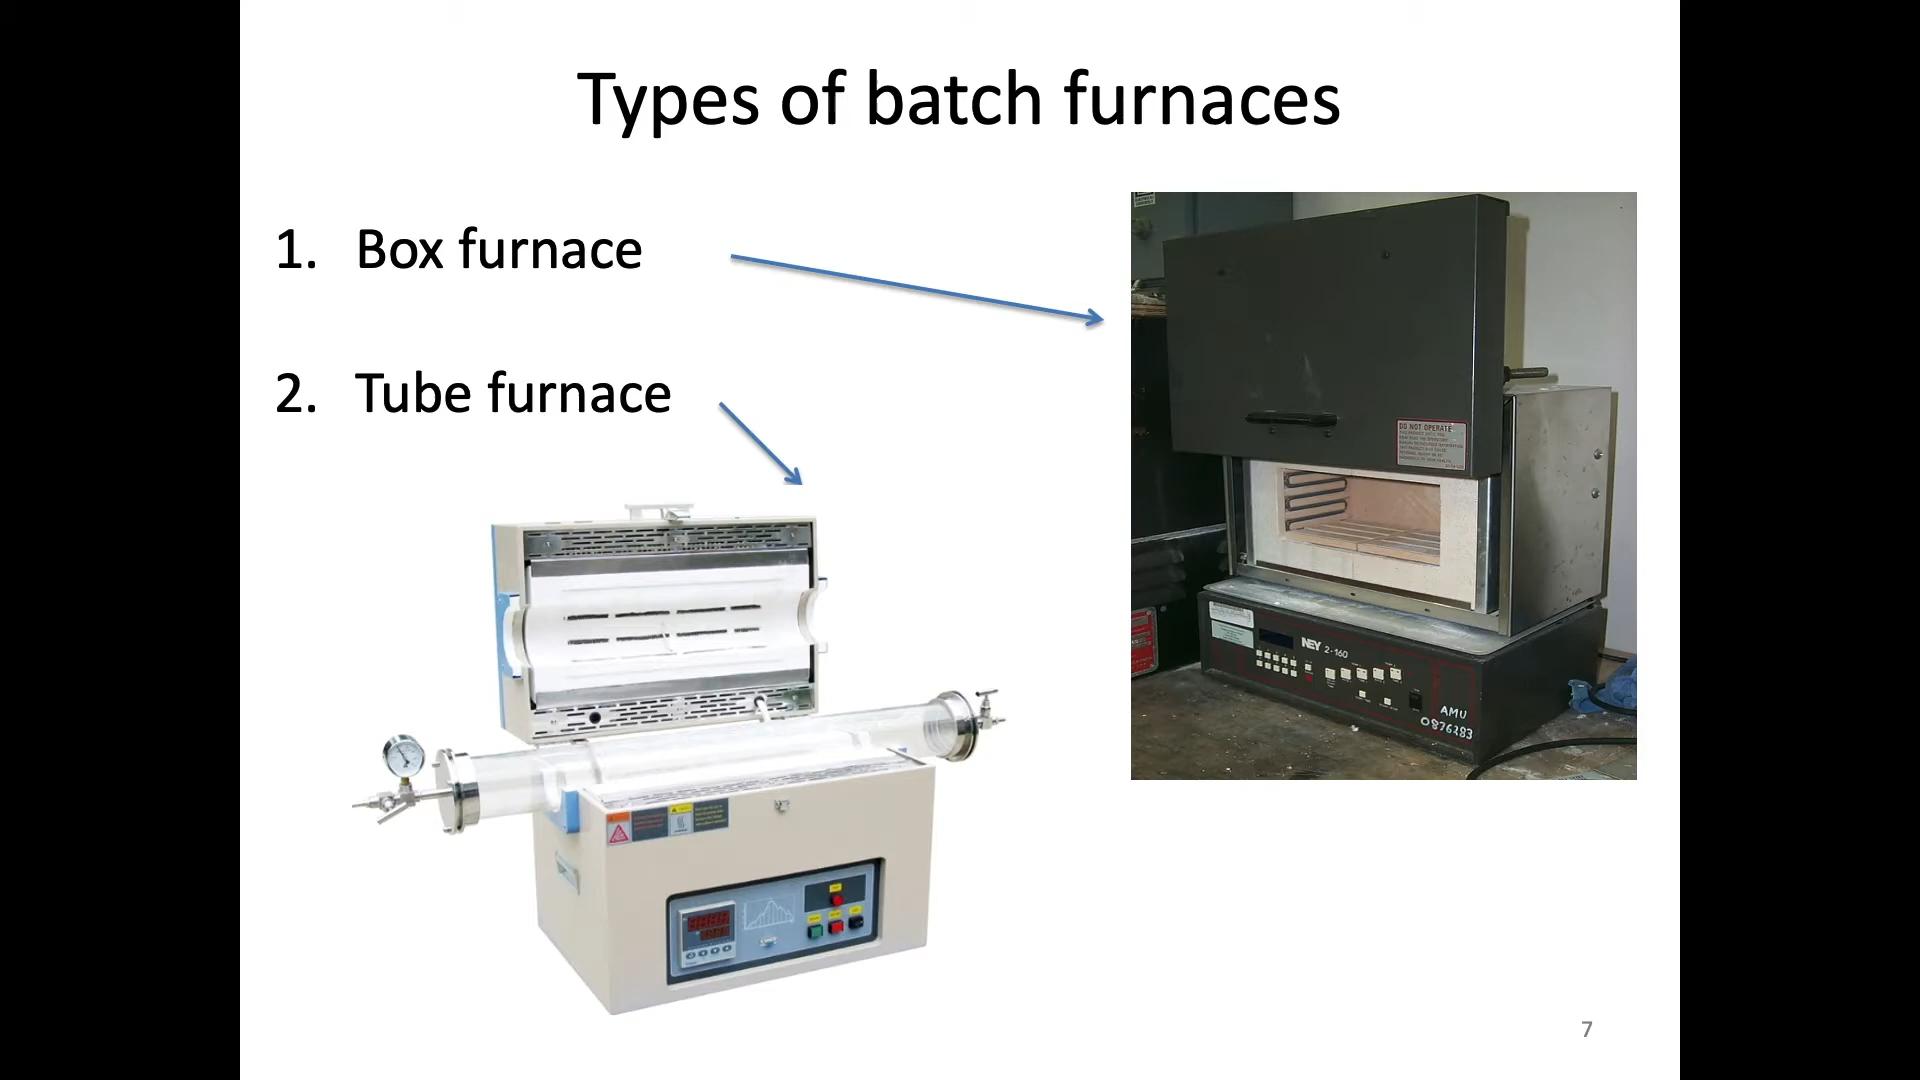 Types of batch furnaces
1. Box furnace
2. Tube furnace
DO NOT OPERATE
NEY 2-160
AMU
0876283
7